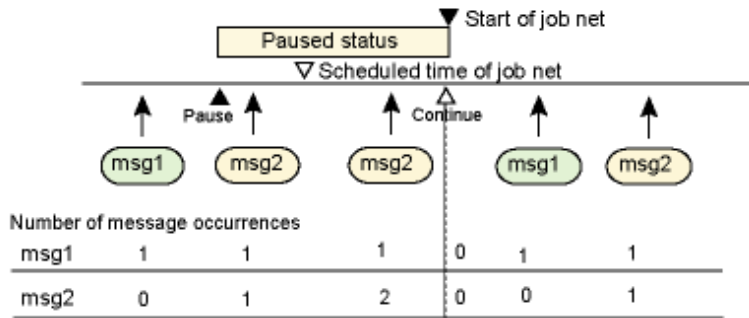 Start of job net
Paused status
Scheduled time of job net
Pause
Continue
msg1 msg2 msg2 msg1 msg2
Number of message occurrences
msg1 1 1 1 0 1 1
msg2 0 1 2 0 0 1